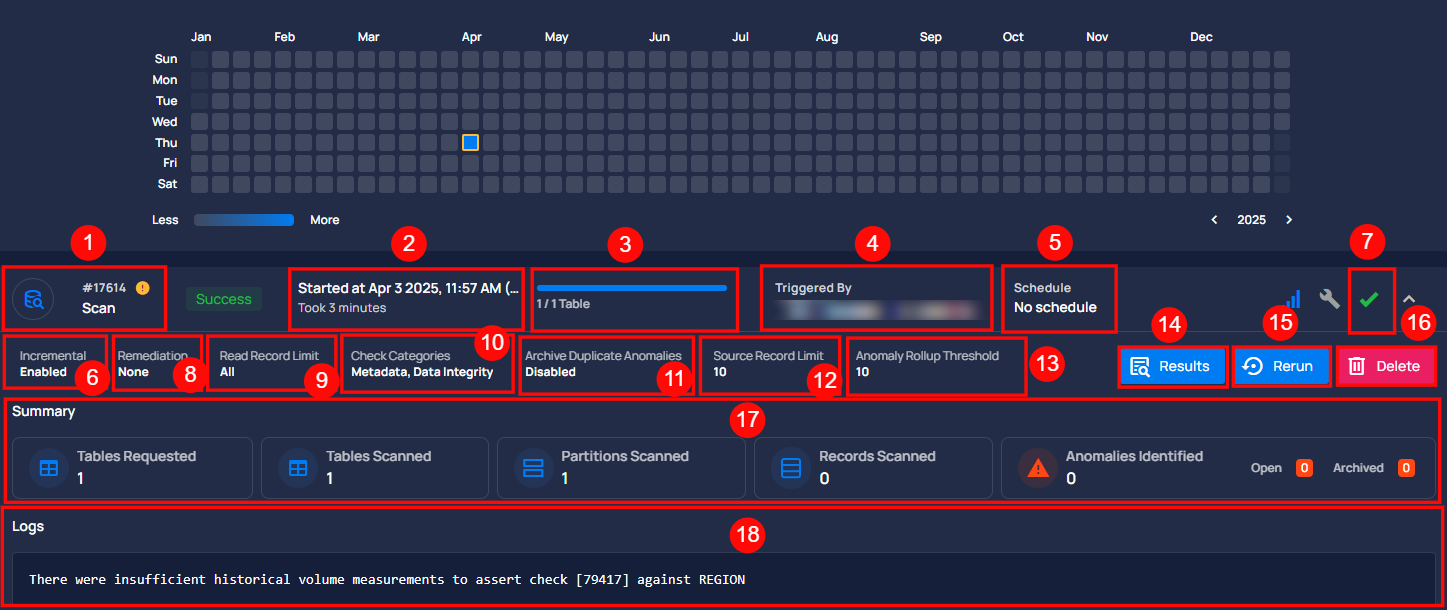 Jan Feb Mar Apr May Jun Jul Aug Sep Oct Nov Dec
Sun
Mon
Tue
Wed
Thu
Fri
Sat
Less More
2025
1 2 3 4 5 7
#17614
Scan
Success
Started at Apr 3 2025, 11:57 AM (...
Took 3 minutes
1 / 1 Table
Triggered By
Schedule
No schedule
14 15 16
Incremental
Enabled
6
Remediation
None
8
Read Record Limit
All
9
Check Categories
Metadata, Data Integrity
10
Archive Duplicate Anomalies
Disabled
11
Source Record Limit
10
12
Anomaly Rollup Threshold
10
13
Results
Rerun
Delete
Summary
17
Tables Requested
1
Tables Scanned
1
Partitions Scanned
1
Records Scanned
0
Anomalies Identified
0
Open 0 Archived 0
Logs
18
There were insufficient historical volume measurements to assert check [79417] against REGION